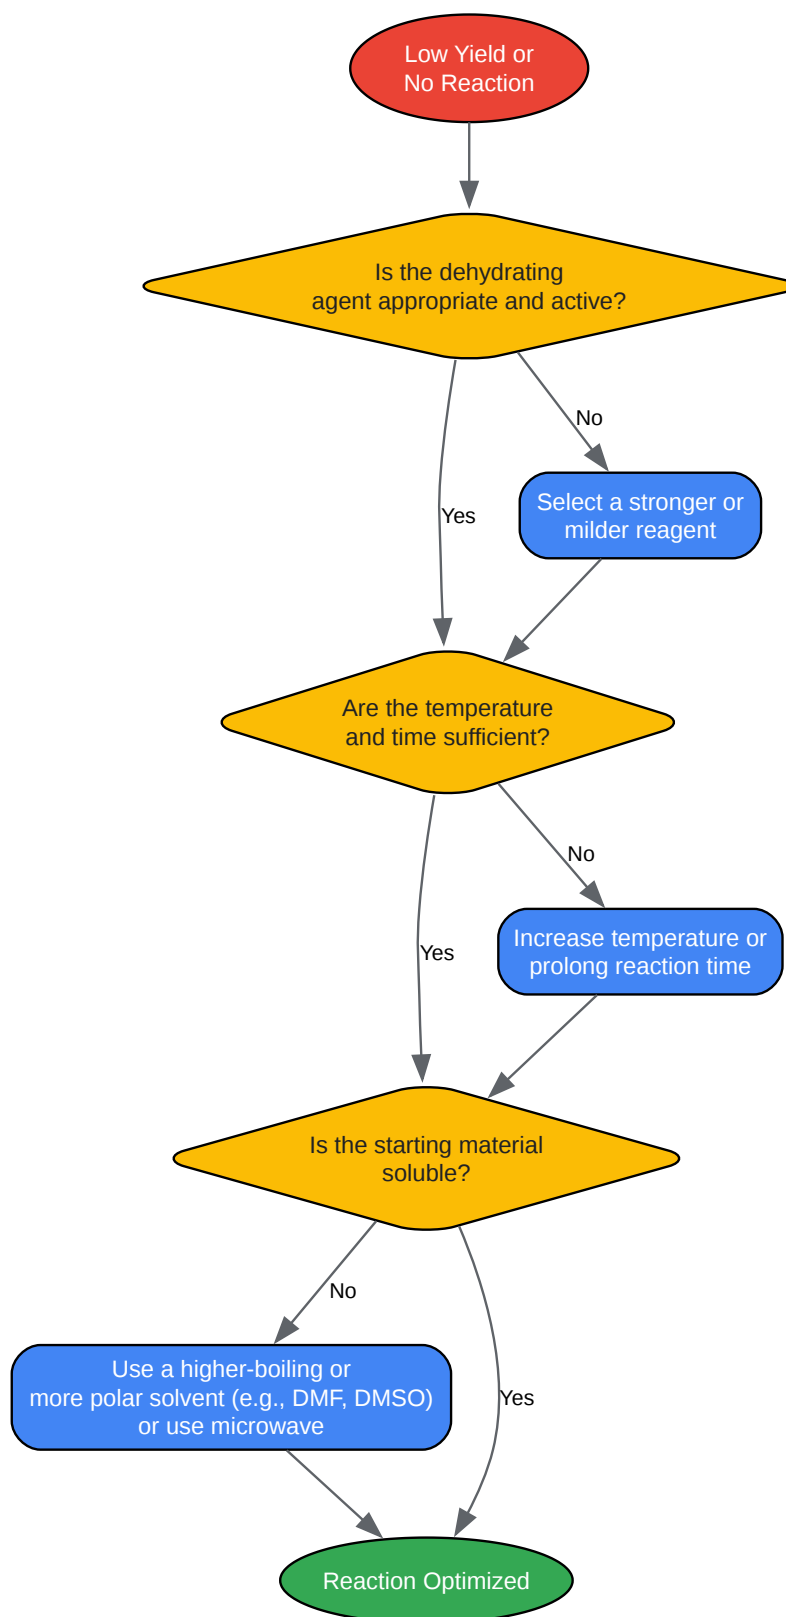 Low Yield or
No Reaction
Is the dehydrating
agent appropriate and active?
No
Select a stronger or
milder reagent
Yes
Are the temperature
and time sufficient?
No
Increase temperature or
prolong reaction time
Yes
Is the starting material
soluble?
No
Use a higher-boiling or
more polar solvent (e.g., DMF, DMSO)
or use microwave
Yes
Reaction Optimized